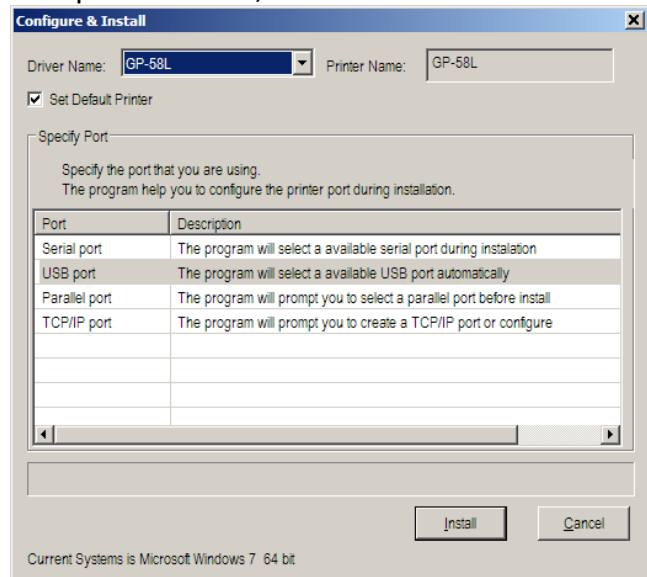 Configure & Install
Driver Name: GP-58L Printer Name: GP-58L
Set Default Printer
Specify Port
Specify the port that you are using.
The program help you to configure the printer port during installation.
Port Description
Serial port The program will select a available serial port during instalation
USB port The program will select a available USB port automatically
Parallel port The program will prompt you to select a parallel port before install
TCP/IP port The program will prompt you to create a TCP/IP port or configure
Install Cancel
Current Systems is Microsoft Windows 7 64 bit